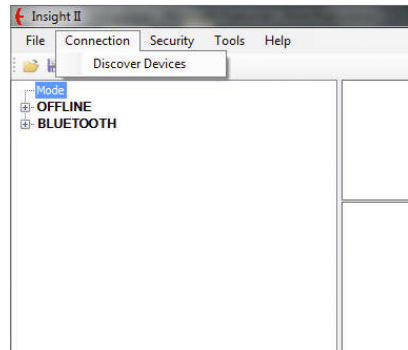 Insight II
File Connection Security Tools Help
Discover Devices
Mode
OFFLINE
BLUETOOTH